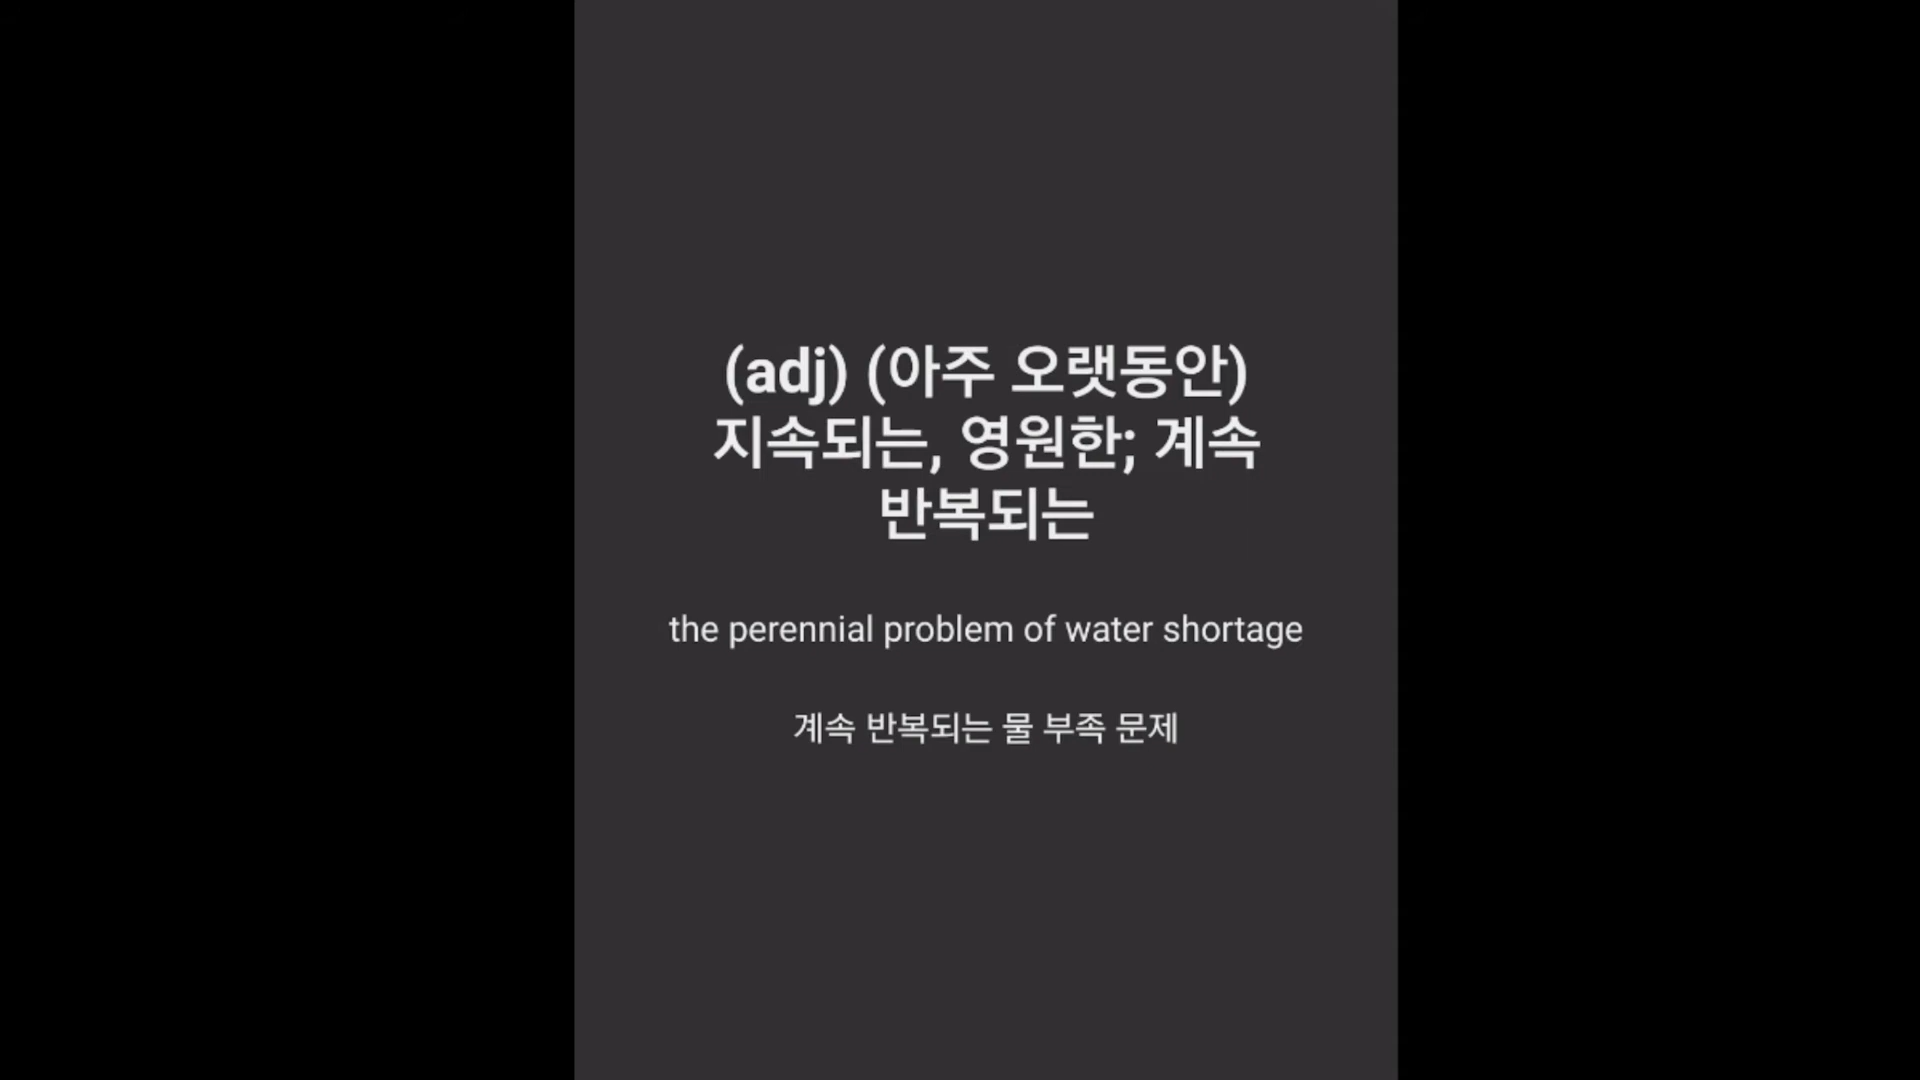 (adj) (아주 오랫동안)
지속되는, 영원한; 계속
반복되는
the perennial problem of water shortage
계속 반복되는 물 부족 문제